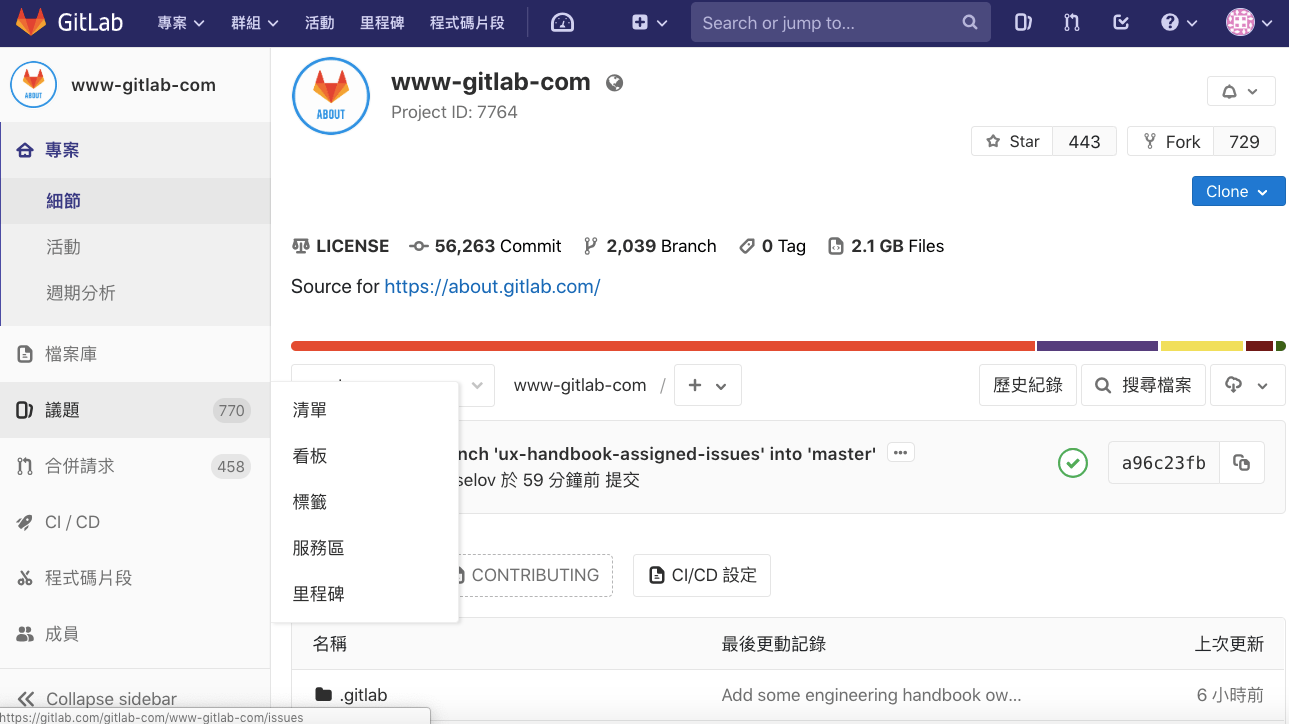 GitLab 專案 群組 活動 里程碑 程式碼片段 Search or jump to...
www-gitlab-com
專案
細節
活動
週期分析
檔案庫
議題 770
合併請求 458
CI / CD
程式碼片段
成員
Collapse sidebar
https://gitlab.com/gitlab-com/www-gitlab-com/issues
清單
看板
標籤
服務區
里程碑
ABOUT
www-gitlab-com
Project ID: 7764
Star 443 Fork 729
Clone
LICENSE 56,263 Commit 2,039 Branch 0 Tag 2.1 GB Files
Source for https://about.gitlab.com/
www-gitlab-com / + 歷史紀錄 搜尋檔案
'ux-handbook-assigned-issues' into 'master' ...
於 59 分鐘前 提交
a96c23fb
CONTRIBUTING CI/CD 設定
名稱 最後更動記錄 上次更新
.gitlab Add some engineering handbook ow... 6 小時前